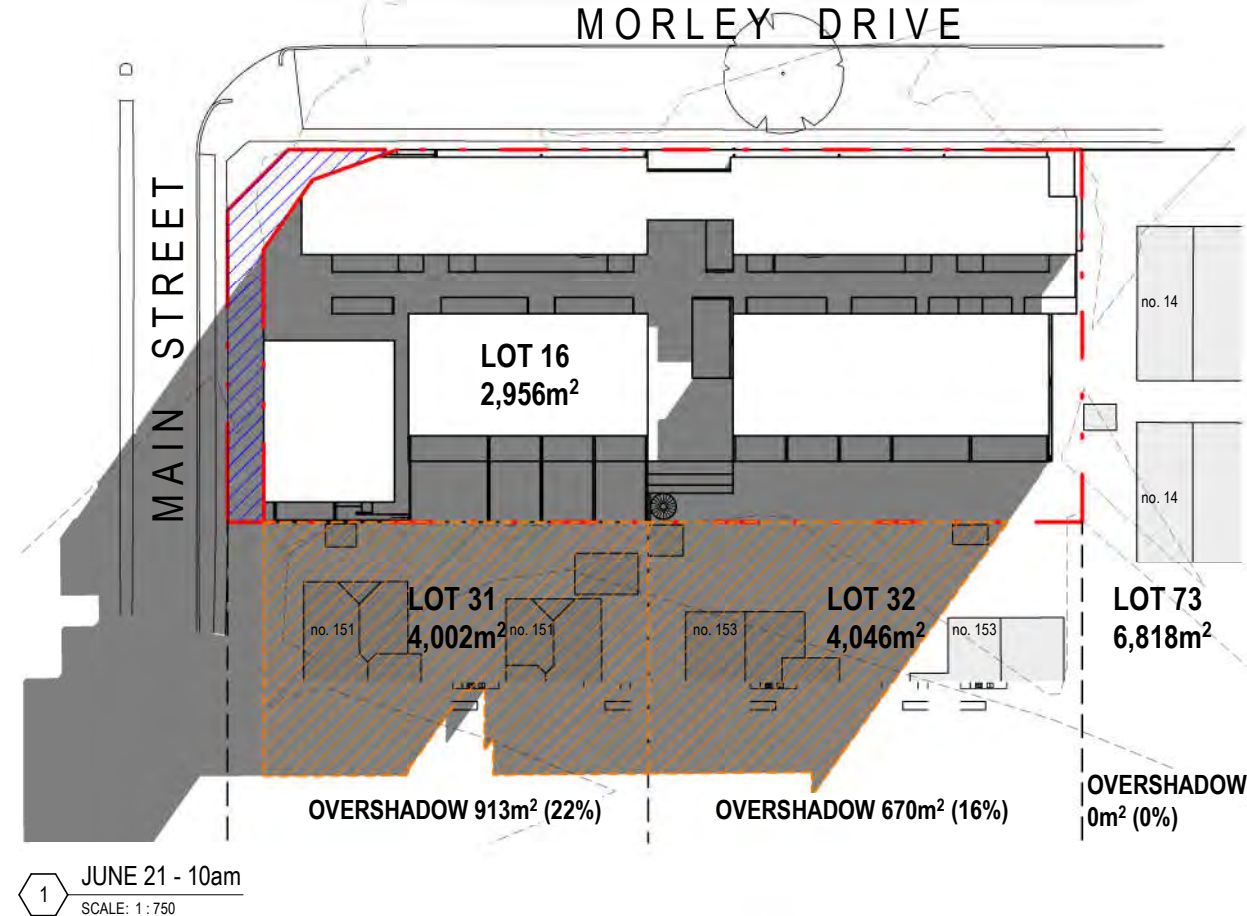 MORLEY DRIVE
MAIN STREET
no. 14
LOT 16
2,956m²
no. 14
LOT 31
4,002m²
no. 151
no. 151
LOT 32
4,046m²
no. 153
no. 153
LOT 73
6,818m²
OVERSHADOW 913m² (22%)
OVERSHADOW 670m² (16%)
OVERSHADOW
0m² (0%)
1
JUNE 21 - 10am
SCALE: 1 : 750